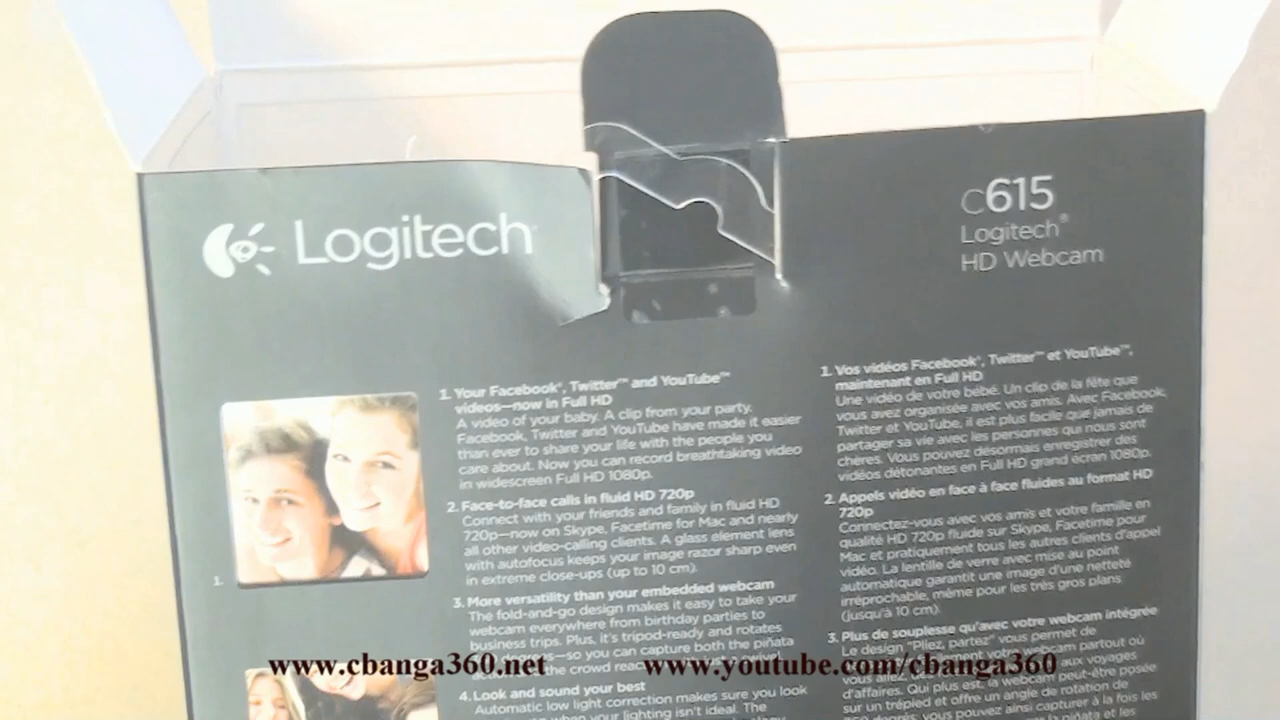 Logitech
C615
Logitech®
HD Webcam
1. Your Facebook®, Twitter™ and YouTube™
videos—now in Full HD
A video of your baby. A clip from your party.
Facebook, Twitter and YouTube have made it easier
than ever to share your life with the people you
care about. Now you can record breathtaking video
in widescreen Full HD 1080p.
2. Face-to-face calls in fluid HD 720p
Connect with your friends and family in fluid HD
720p—now on Skype, Facetime for Mac and nearly
all other video-calling clients. A glass element lens
with autofocus keeps your image razor sharp even
in extreme close-ups (up to 10 cm).
3. More versatility than your embedded webcam
The fold-and-go design makes it easy to take your
webcam everywhere from birthday parties to
business trips. Plus, it's tripod-ready and rotates
—so you can capture both the piñata
the crowd
4. Look and sound your best
Automatic low light correction makes sure you look
when your lighting isn't ideal. The
1. Vos vidéos Facebook®, Twitter™ et YouTube™,
maintenant en Full HD
Une vidéo de votre bébé. Un clip de la fête que
vous avez organisée avec vos amis. Avec Facebook,
Twitter et YouTube, il est plus facile que jamais de
partager sa vie avec les personnes qui nous sont
chères. Vous pouvez désormais enregistrer des
vidéos détonantes en Full HD grand écran 1080p.
2. Appels vidéo en face à face fluides au format HD
720p
Connectez-vous avec vos amis et votre famille en
qualité HD 720p fluide sur Skype, Facetime pour
Mac et pratiquement tous les autres clients d'appel
vidéo. La lentille de verre avec mise au point
automatique garantit une image d'une netteté
irréprochable, même pour les très gros plans
(jusqu'à 10 cm).
3. Plus de souplesse qu'avec votre webcam intégrée
Le design "Pliez, partez" vous permet de
partout où
vous allez aux voyages
d'affaires. Qui plus est, la webcam peut-être posée
sur un trépied et offre un angle de rotation de
360 degrés: vous pouvez ainsi capturer à la fois les
1.
www.cbanga360.net
www.youtube.com/cbanga360